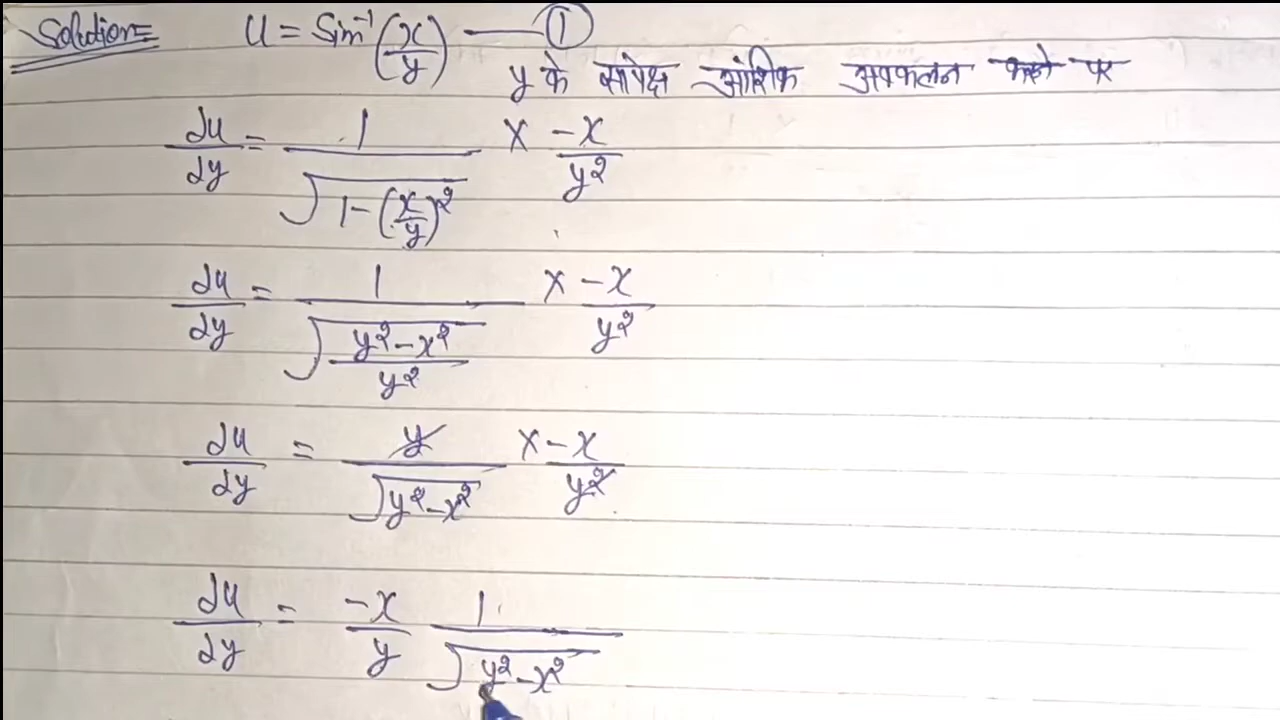 Solution= U = Sin⁻¹(x/y) — ①
y के सापेक्ष आंशिक अवकलन करने पर
∂u/∂y = 1/√(1-(x/y)²) × -x/y²
∂u/∂y = 1/√((y²-x²)/y²) × -x/y²
∂u/∂y = y/√(y²-x²) × -x/y²
∂u/∂y = -x/y 1/√(y²-x²)